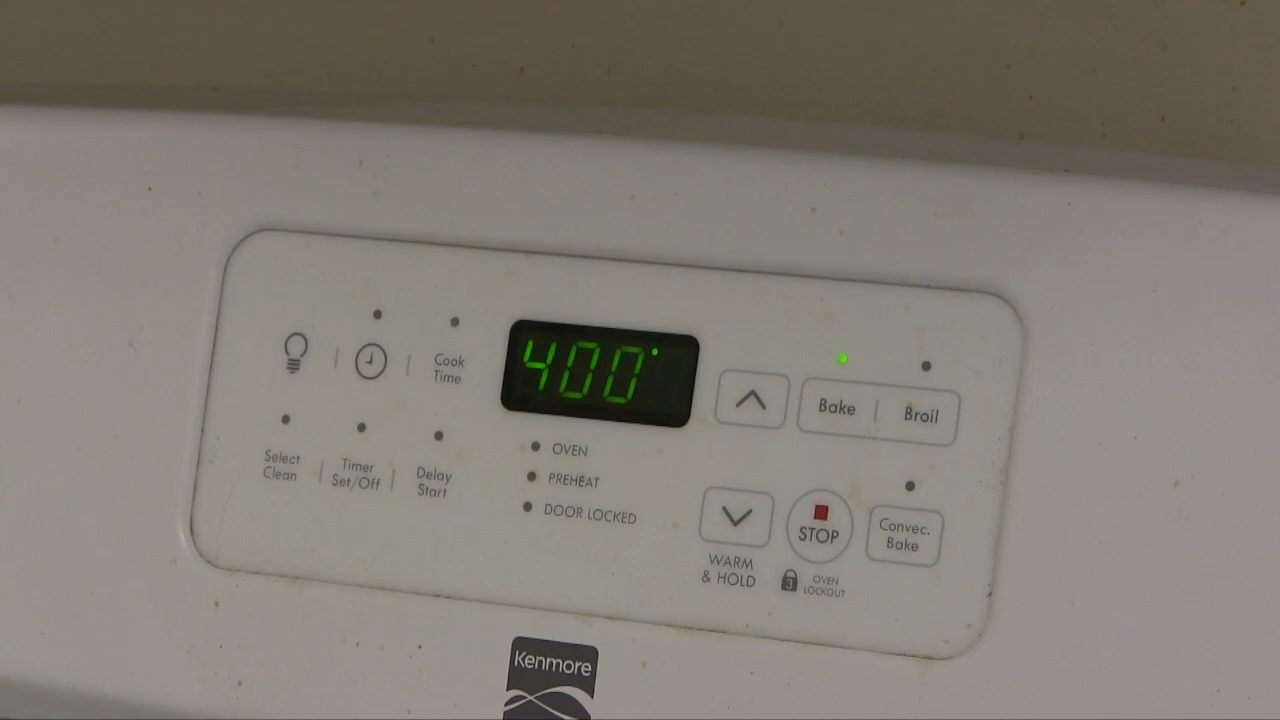 400°
Cook
Time
Bake
Broil
Select
Clean
Timer
Set/Off
Delay
Start
OVEN
PREHEAT
DOOR LOCKED
WARM
& HOLD
STOP
3
OVEN
LOCKOUT
Convec.
Bake
Kenmore